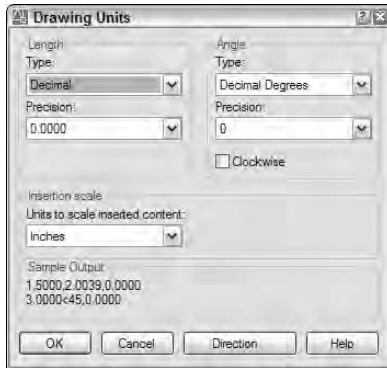 Drawing Units
Length
Type:
Decimal
Precision:
0.0000
Angle
Type:
Decimal Degrees
Precision:
0
Clockwise
Insertion scale
Units to scale inserted content:
Inches
Sample Output
1.5000,2.0039,0.0000
3.0000<45,0.0000
OK Cancel Direction Help